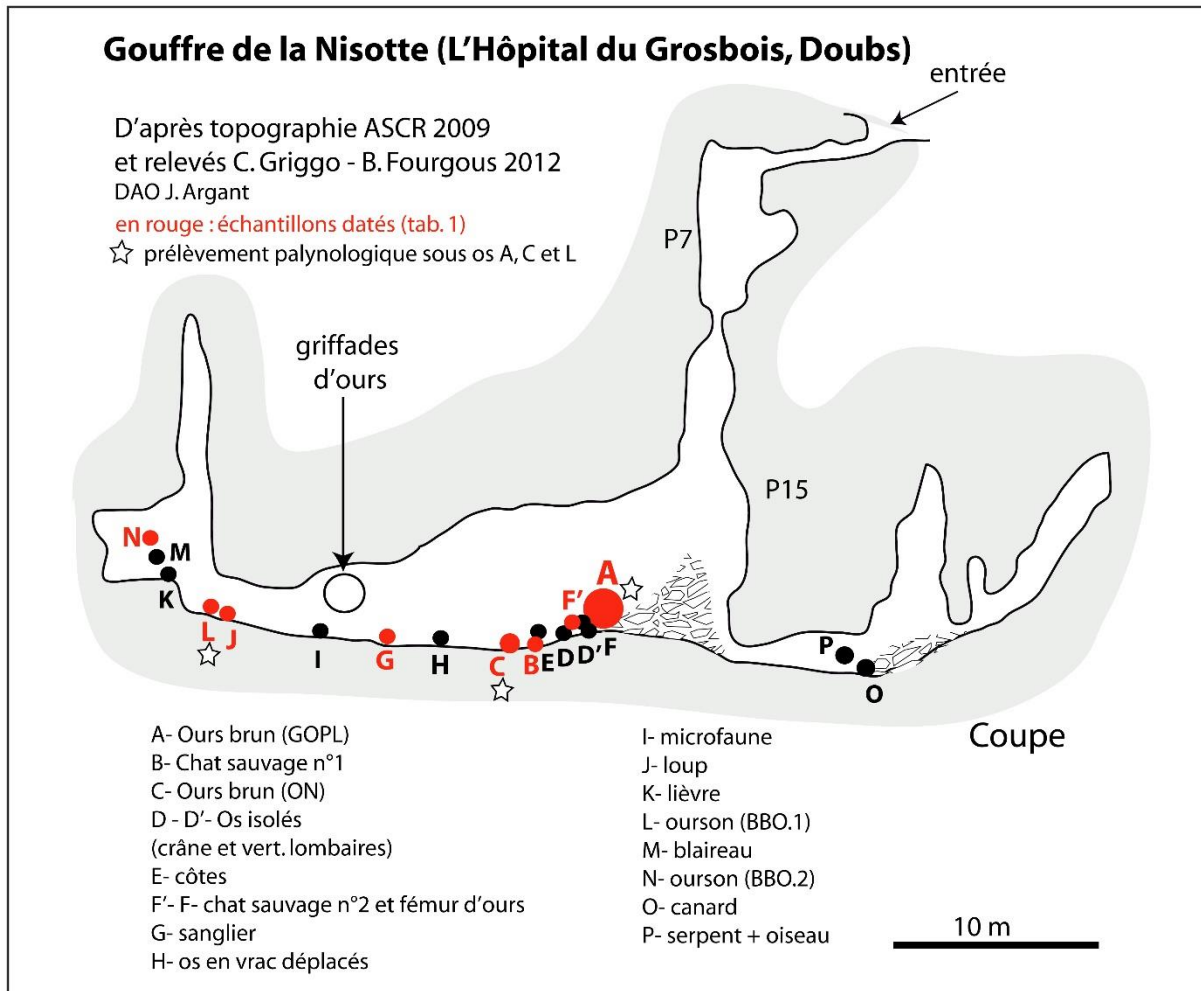 Gouffre de la Nisotte (L'Hôpital du Grosbois, Doubs)
entrée
D'après topographie ASCR 2009
et relevés C. Griggo - B. Fourgous 2012
DAO J. Argant
en rouge : échantillons datés (tab. 1)
prélèvement palynologique sous os A, C et L
P7
griffades
d'ours
P15
N
M
K
L
J
I
G
H
C
B
E
D
D'
F
F'
A
P
O
Coupe
A- Ours brun (GOPL)
B- Chat sauvage n°1
C- Ours brun (ON)
D - D'- Os isolés
(crâne et vert. lombaires)
E- côtes
F'- F- chat sauvage n°2 et fémur d'ours
G- sanglier
H- os en vrac déplacés
I- microfaune
J- loup
K- lièvre
L- ourson (BBO.1)
M- blaireau
N- ourson (BBO.2)
O- canard
P- serpent + oiseau
10 m